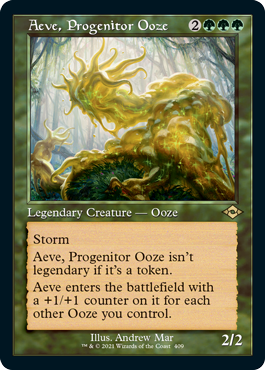 Aeve, Progenitor Ooze 2
Legendary Creature — Ooze
Storm
Aeve, Progenitor Ooze isn't
legendary if it's a token.
Aeve enters the battlefield with
a +1/+1 counter on it for each
other Ooze you control.
Illus. Andrew Mar
™ & © 2021 Wizards of the Coast 409
2/2